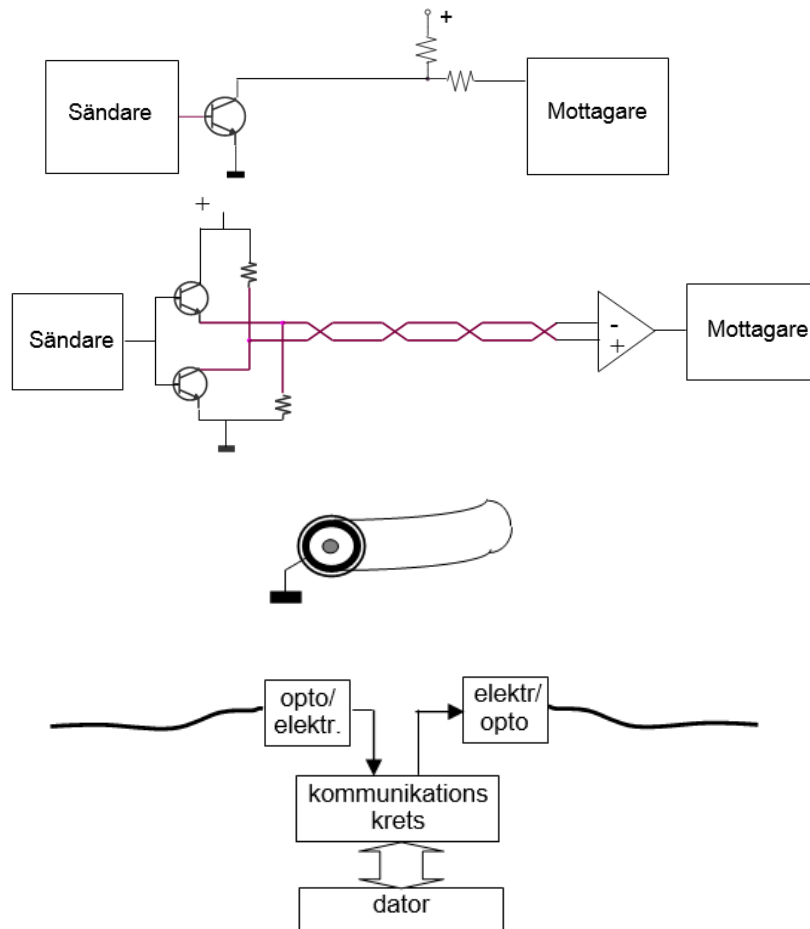 +
Sändare
Mottagare
+
Sändare
-
+
Mottagare
opto/
elektr.
elektr/
opto
kommunikations
krets
dator